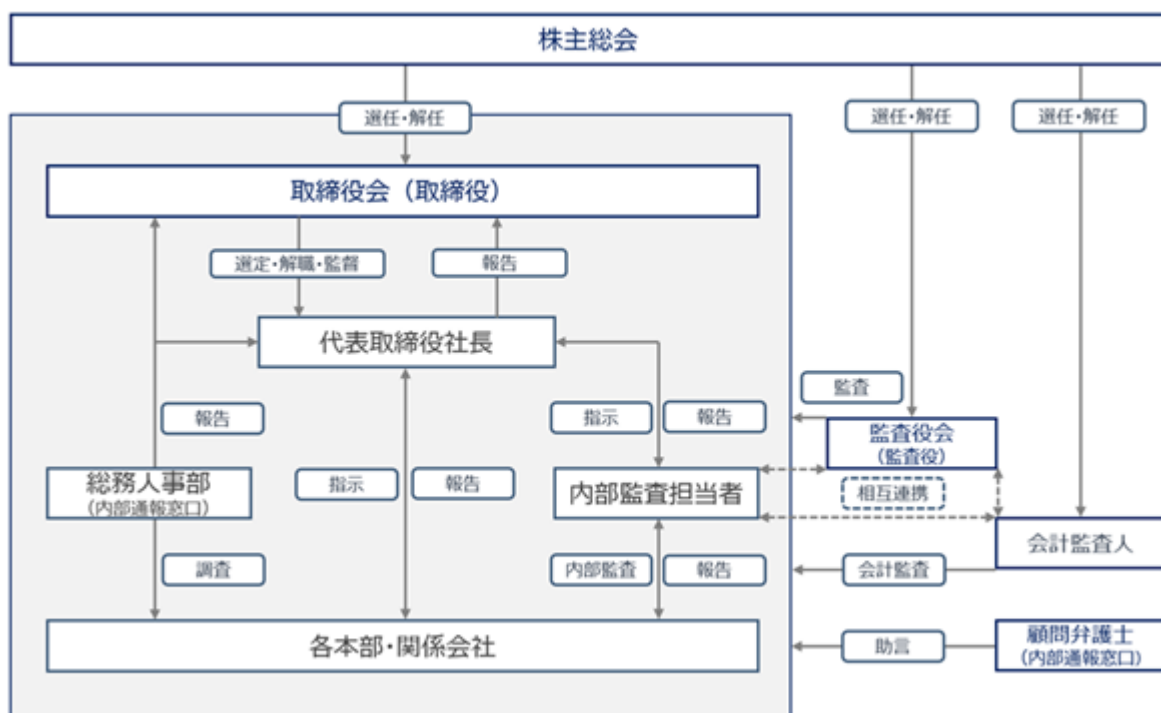 株主総会
選任・解任
選任・解任
選任・解任
取締役会（取締役）
選定・解職・監督
報告
代表取締役社長
監査
報告
指示
報告
監査役会
（監査役）
総務人事部
（内部通報窓口）
指示
報告
内部監査担当者
相互連携
会計監査人
調査
内部監査
報告
会計監査
各本部・関係会社
助言
顧問弁護士
（内部通報窓口）